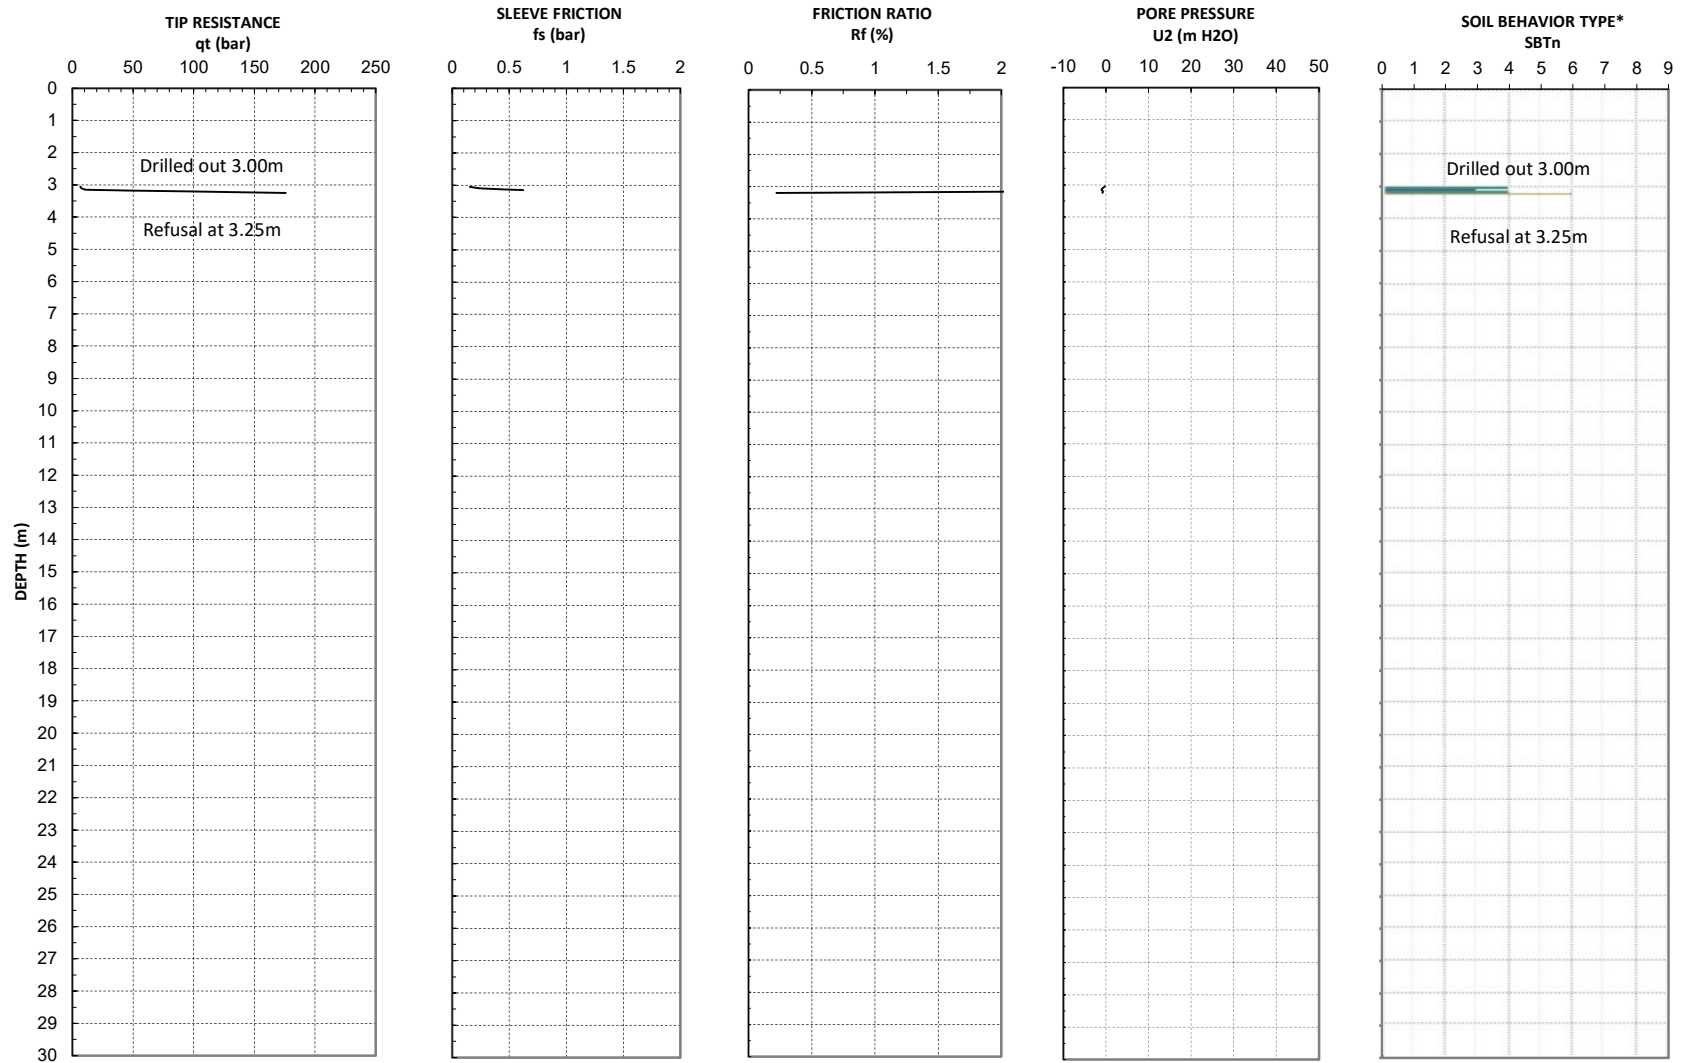 TIP RESISTANCE
qt (bar)
0 50 100 150 200 250
SLEEVE FRICTION
fs (bar)
0 0.5 1 1.5 2
FRICTION RATIO
Rf (%)
0 0.5 1 1.5 2
PORE PRESSURE
U2 (m H2O)
-10 0 10 20 30 40 50
SOIL BEHAVIOR TYPE*
SBTn
0 1 2 3 4 5 6 7 8 9
DEPTH (m)
0
1
2
3
4
5
6
7
8
9
10
11
12
13
14
15
16
17
18
19
20
21
22
23
24
25
26
27
28
29
30
Drilled out 3.00m
Refusal at 3.25m
Drilled out 3.00m
Refusal at 3.25m